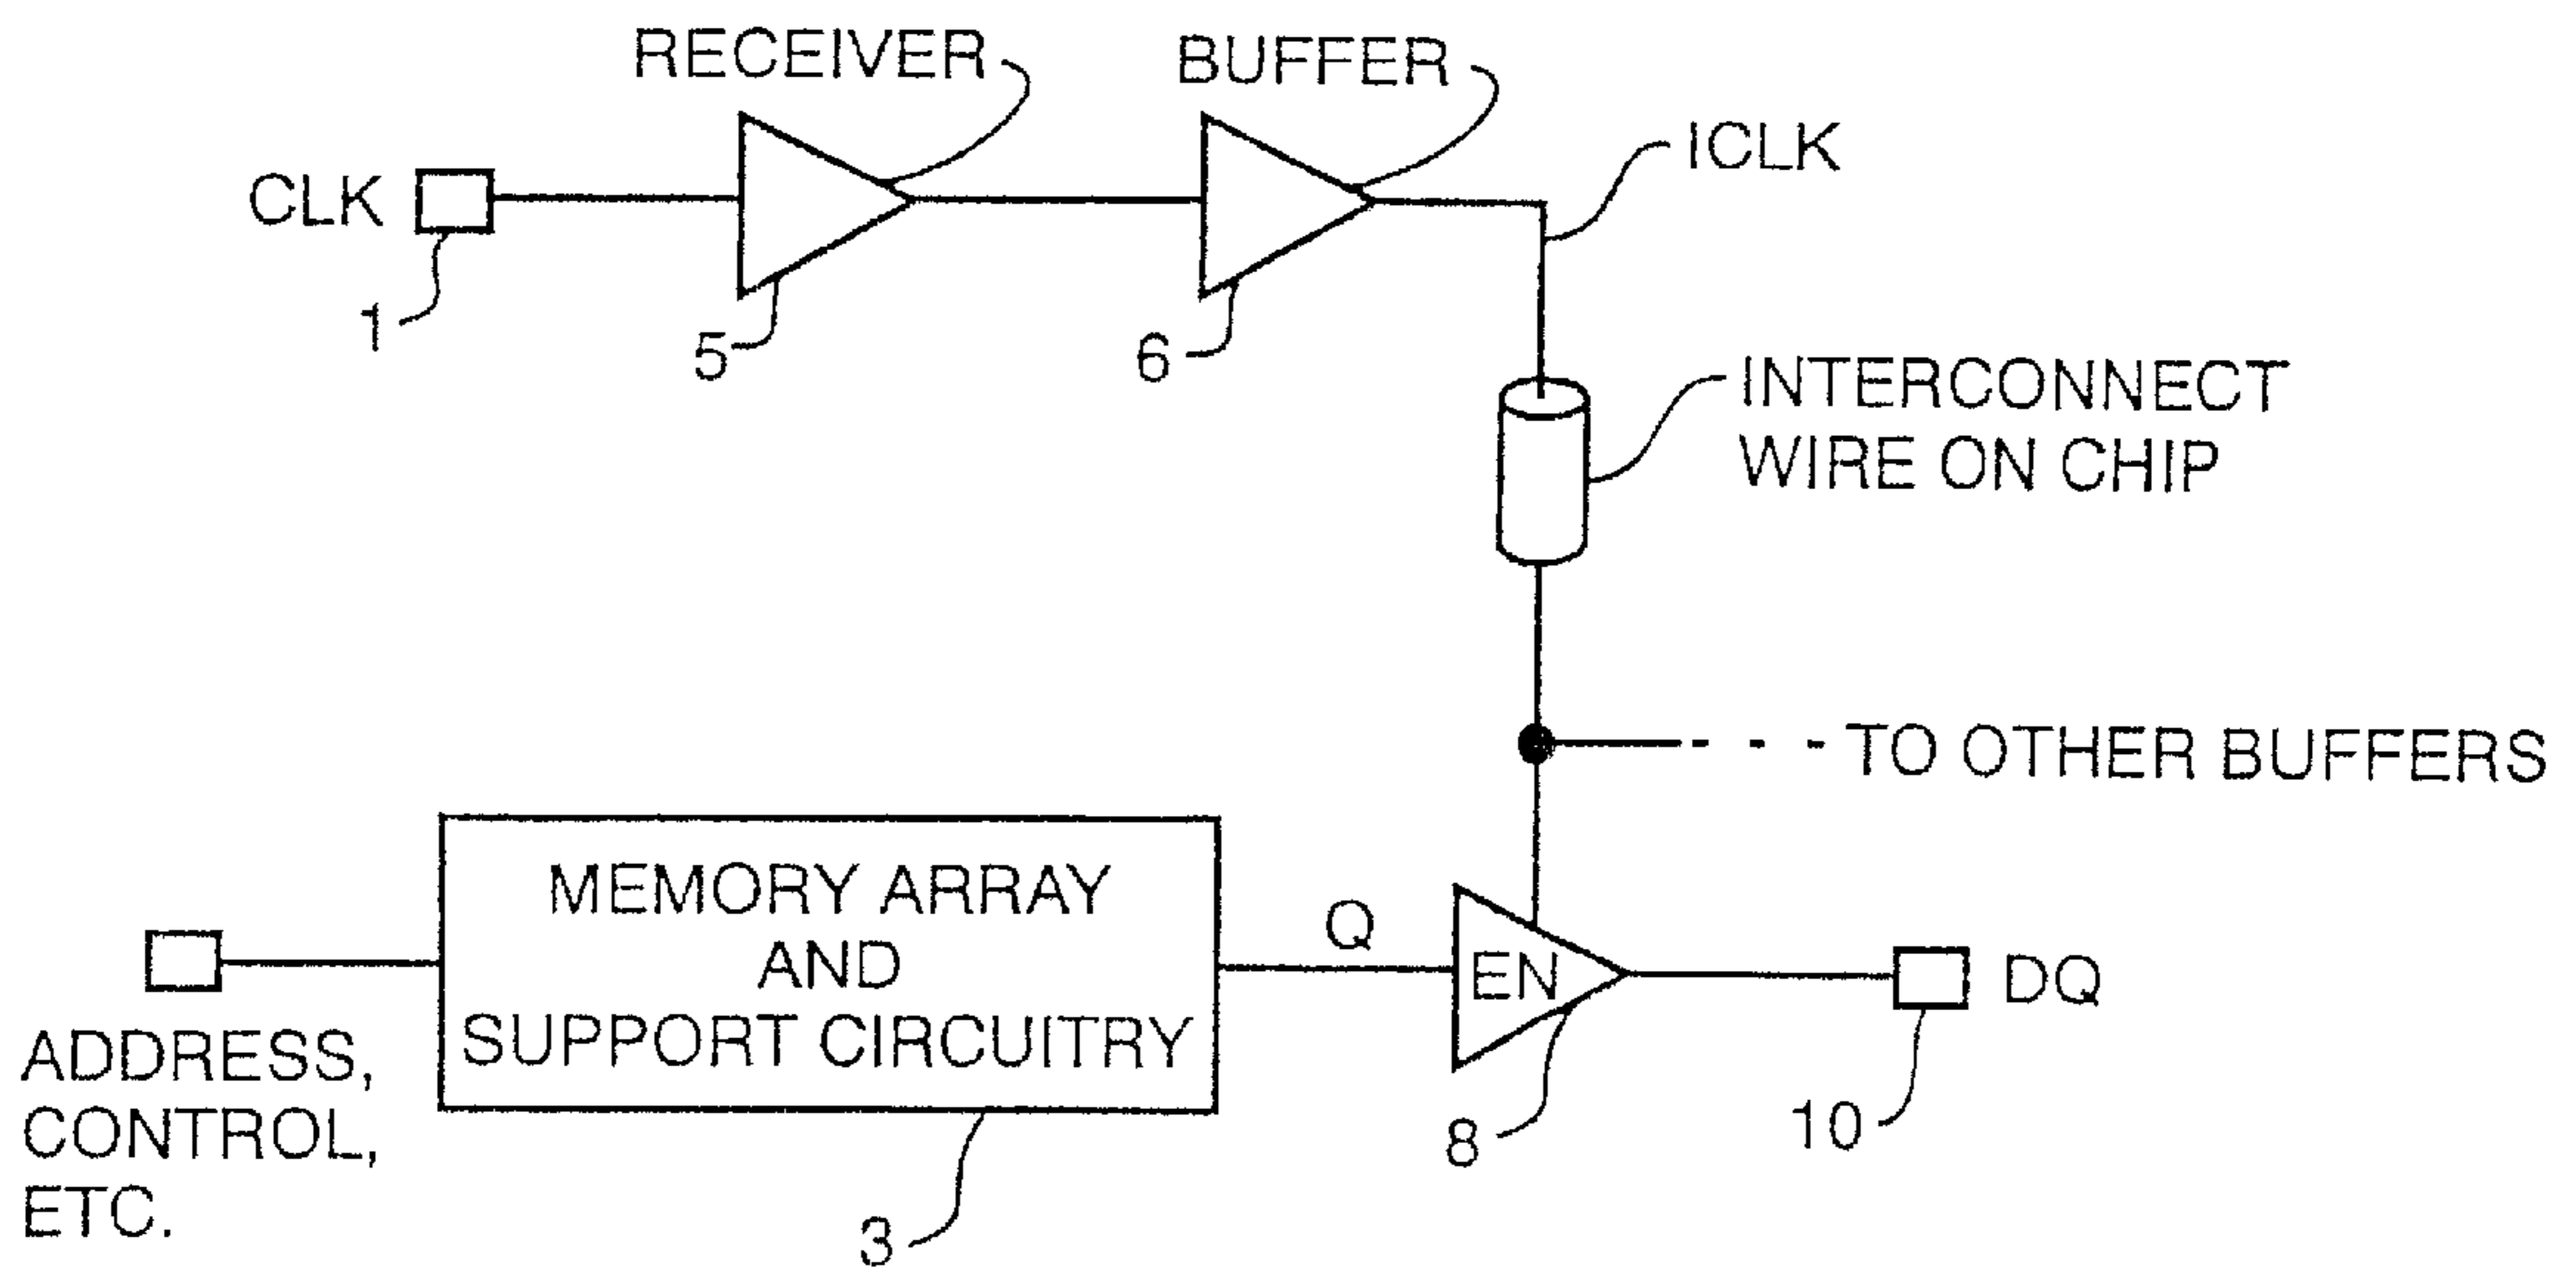 RECEIVER
BUFFER
ICLK
CLK
1
5
6
INTERCONNECT
WIRE ON CHIP
TO OTHER BUFFERS
MEMORY ARRAY
AND
SUPPORT CIRCUITRY
Q
EN
DQ
ADDRESS,
CONTROL,
ETC.
3
8
10